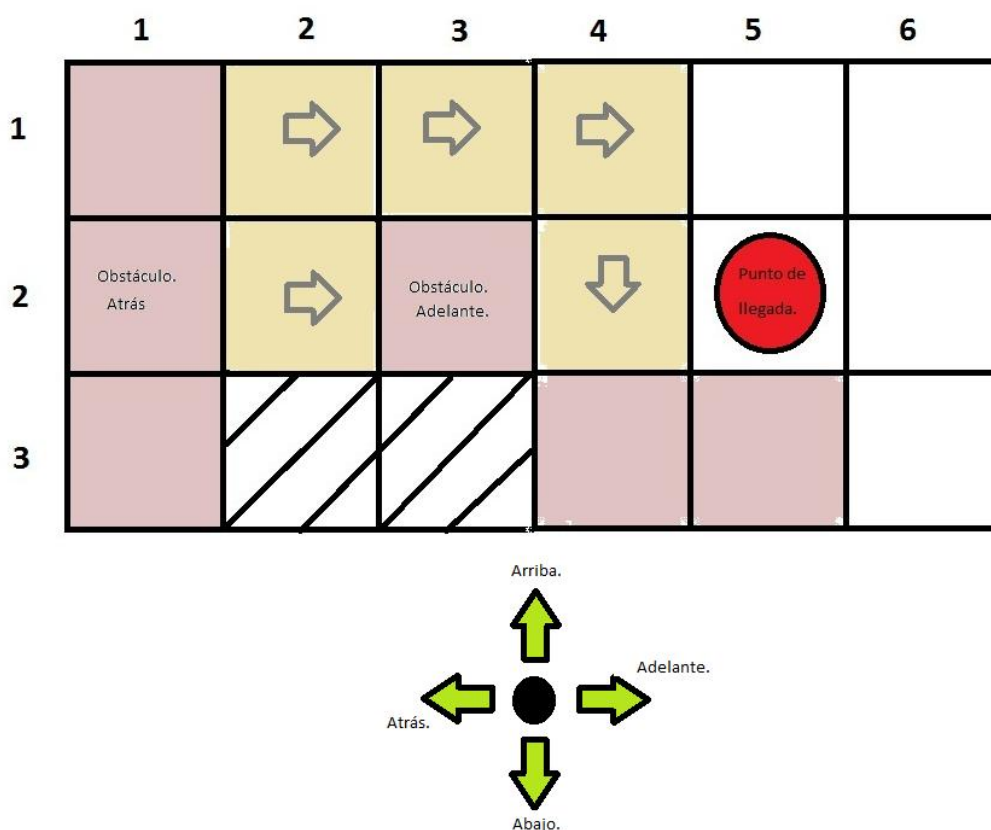 1 2 3 4 5 6
1
2
Obstáculo.
Atrás
Obstáculo.
Adelante.
Punto de
llegada.
3
Arriba.
Adelante.
Atrás.
Abaio.